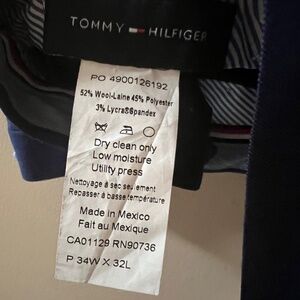 TOMMY HILFIGER
PO 4900126192
52% Wool-Laine 45% Polyester
3% Lycra®Spandex
Dry clean only
Low moisture
Utility press
Nettoyage à sec seulement
Repasser à basse température
Made in Mexico
Fait au Mexique
CA01129 RN90736
P 34W X 32L